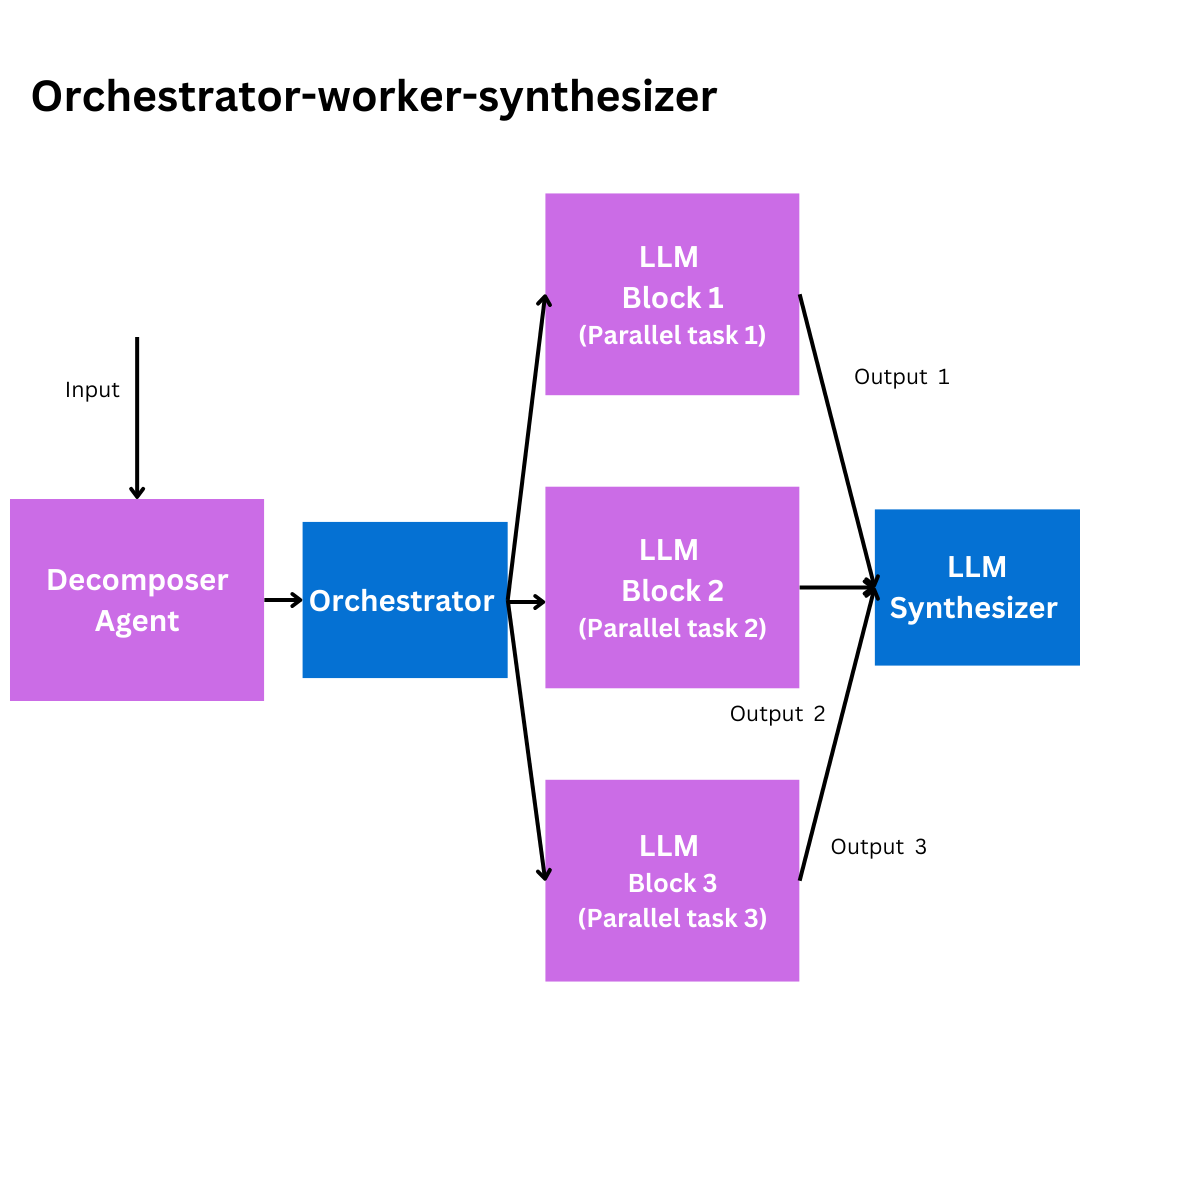 Orchestrator-worker-synthesizer
Input
Decomposer
Agent
Orchestrator
LLM
Block 1
(Parallel task 1)
LLM
Block 2
(Parallel task 2)
LLM
Block 3
(Parallel task 3)
Output 1
Output 2
Output 3
LLM
Synthesizer